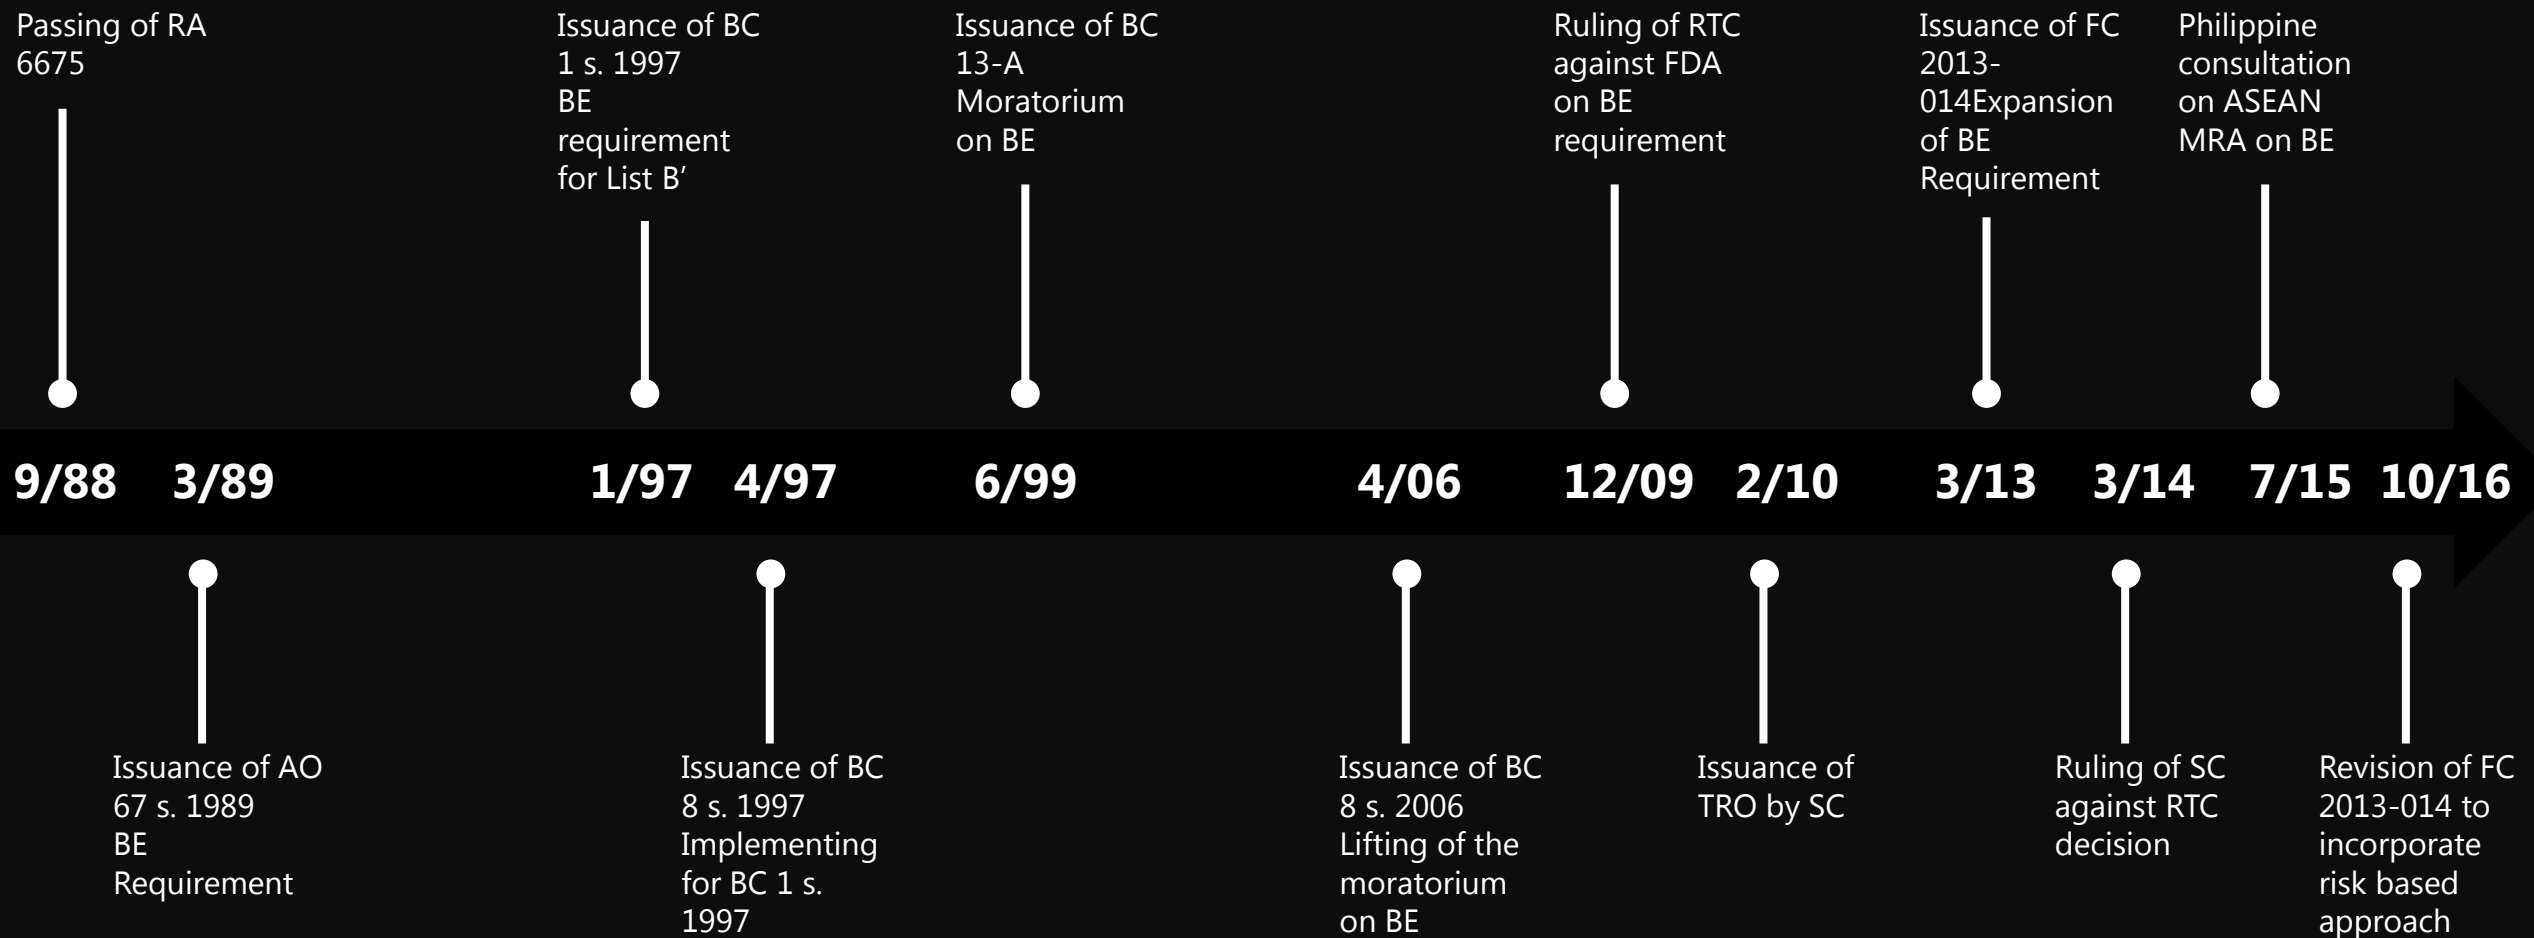 Passing of RA
6675
Issuance of BC
1 s. 1997
BE
requirement
for List B’
Issuance of BC
13-A
Moratorium
on BE
Ruling of RTC
against FDA
on BE
requirement
Issuance of FC
2013-
014Expansion
of BE
Requirement
Philippine
consultation
on ASEAN
MRA on BE
9/88 3/89 1/97 4/97 6/99 4/06 12/09 2/10 3/13 3/14 7/15 10/16
Issuance of AO
67 s. 1989
BE
Requirement
Issuance of BC
8 s. 1997
Implementing
for BC 1 s.
1997
Issuance of BC
8 s. 2006
Lifting of the
moratorium
on BE
Issuance of
TRO by SC
Ruling of SC
against RTC
decision
Revision of FC
2013-014 to
incorporate
risk based
approach